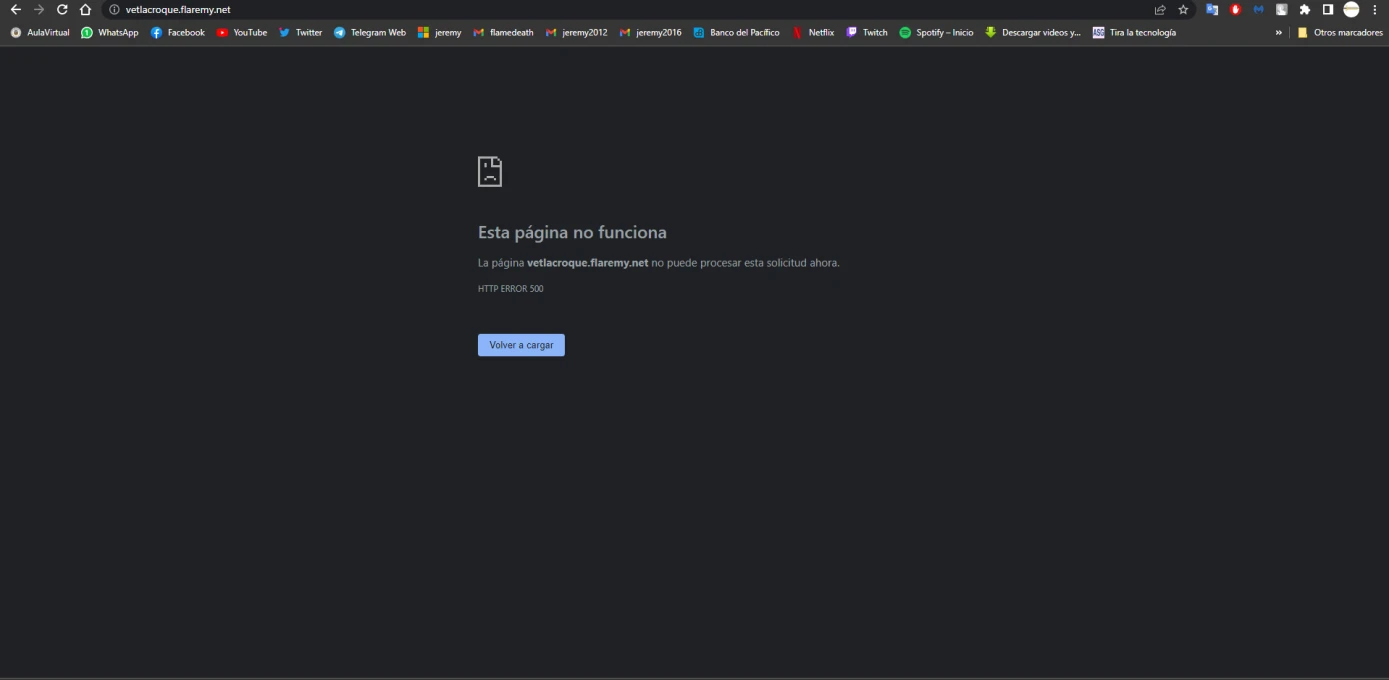 vetlacroque.flaremy.net
AulaVirtual WhatsApp Facebook YouTube Twitter Telegram Web jeremy flamedeath jeremy2012 jeremy2016 Banco del Pacífico Netflix Twitch Spotify – Inicio Descargar videos y... ASG Tira la tecnología » Otros marcadores
Esta página no funciona
La página vetlacroque.flaremy.net no puede procesar esta solicitud ahora.
HTTP ERROR 500
Volver a cargar